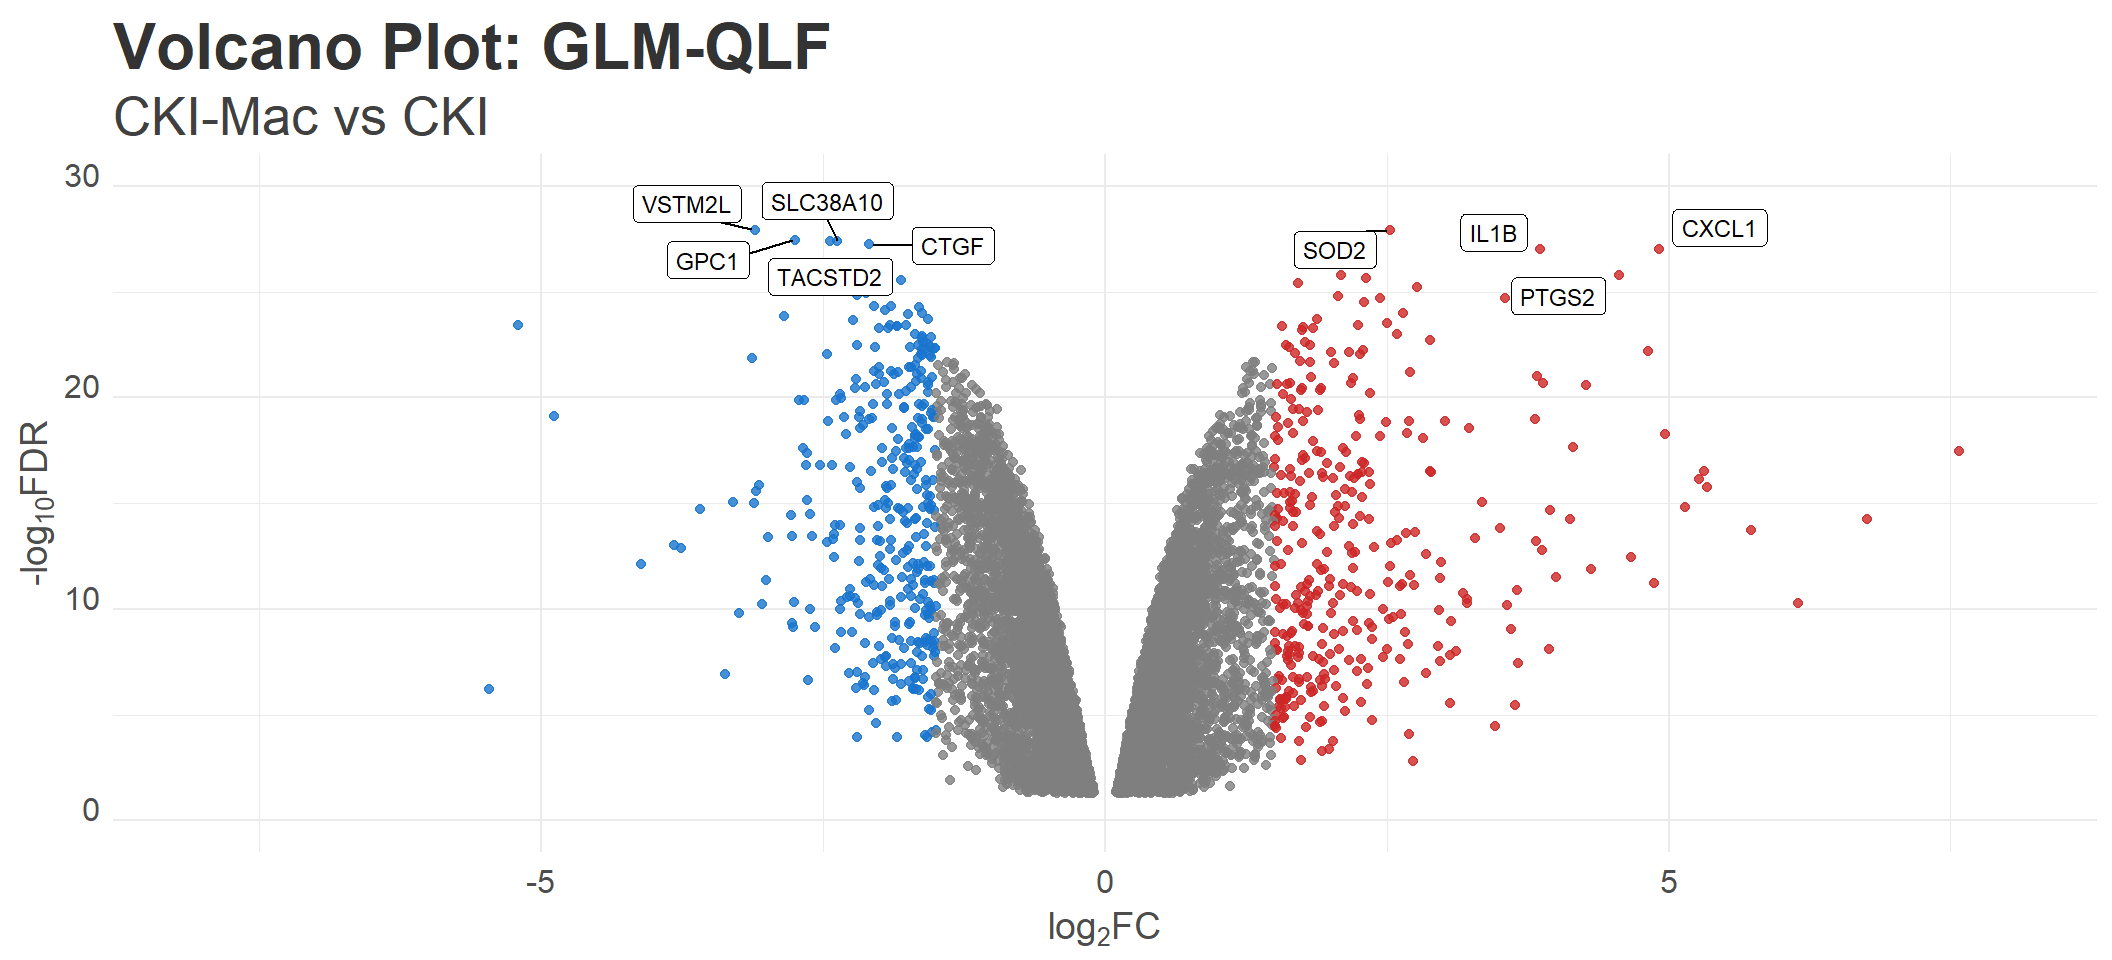 Volcano Plot: GLM-QLF
CKI-Mac vs CKI
30
20
10
0
-log₁₀FDR
VSTM2L
SLC38A10
GPC1
CTGF
TACSTD2
SOD2
IL1B
CXCL1
PTGS2
-5
0
5
log₂FC